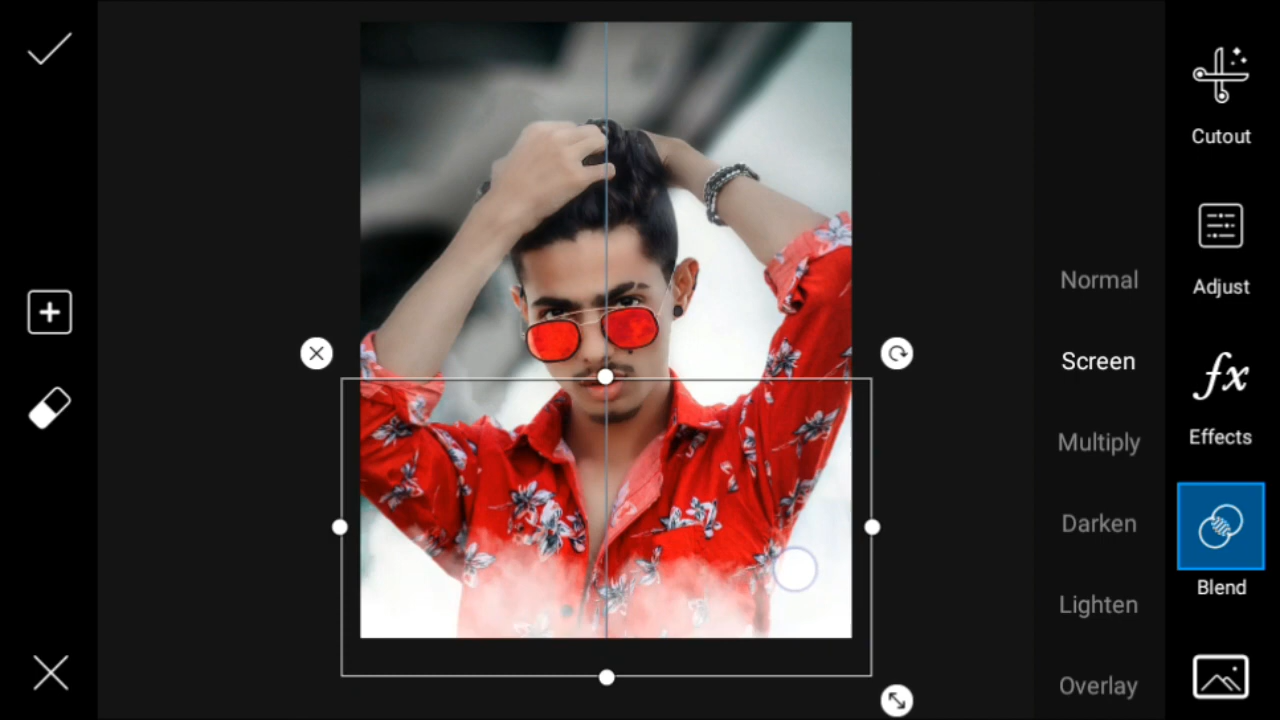 Normal
Screen
Multiply
Darken
Lighten
Overlay
Cutout
Adjust
fx
Effects
Blend